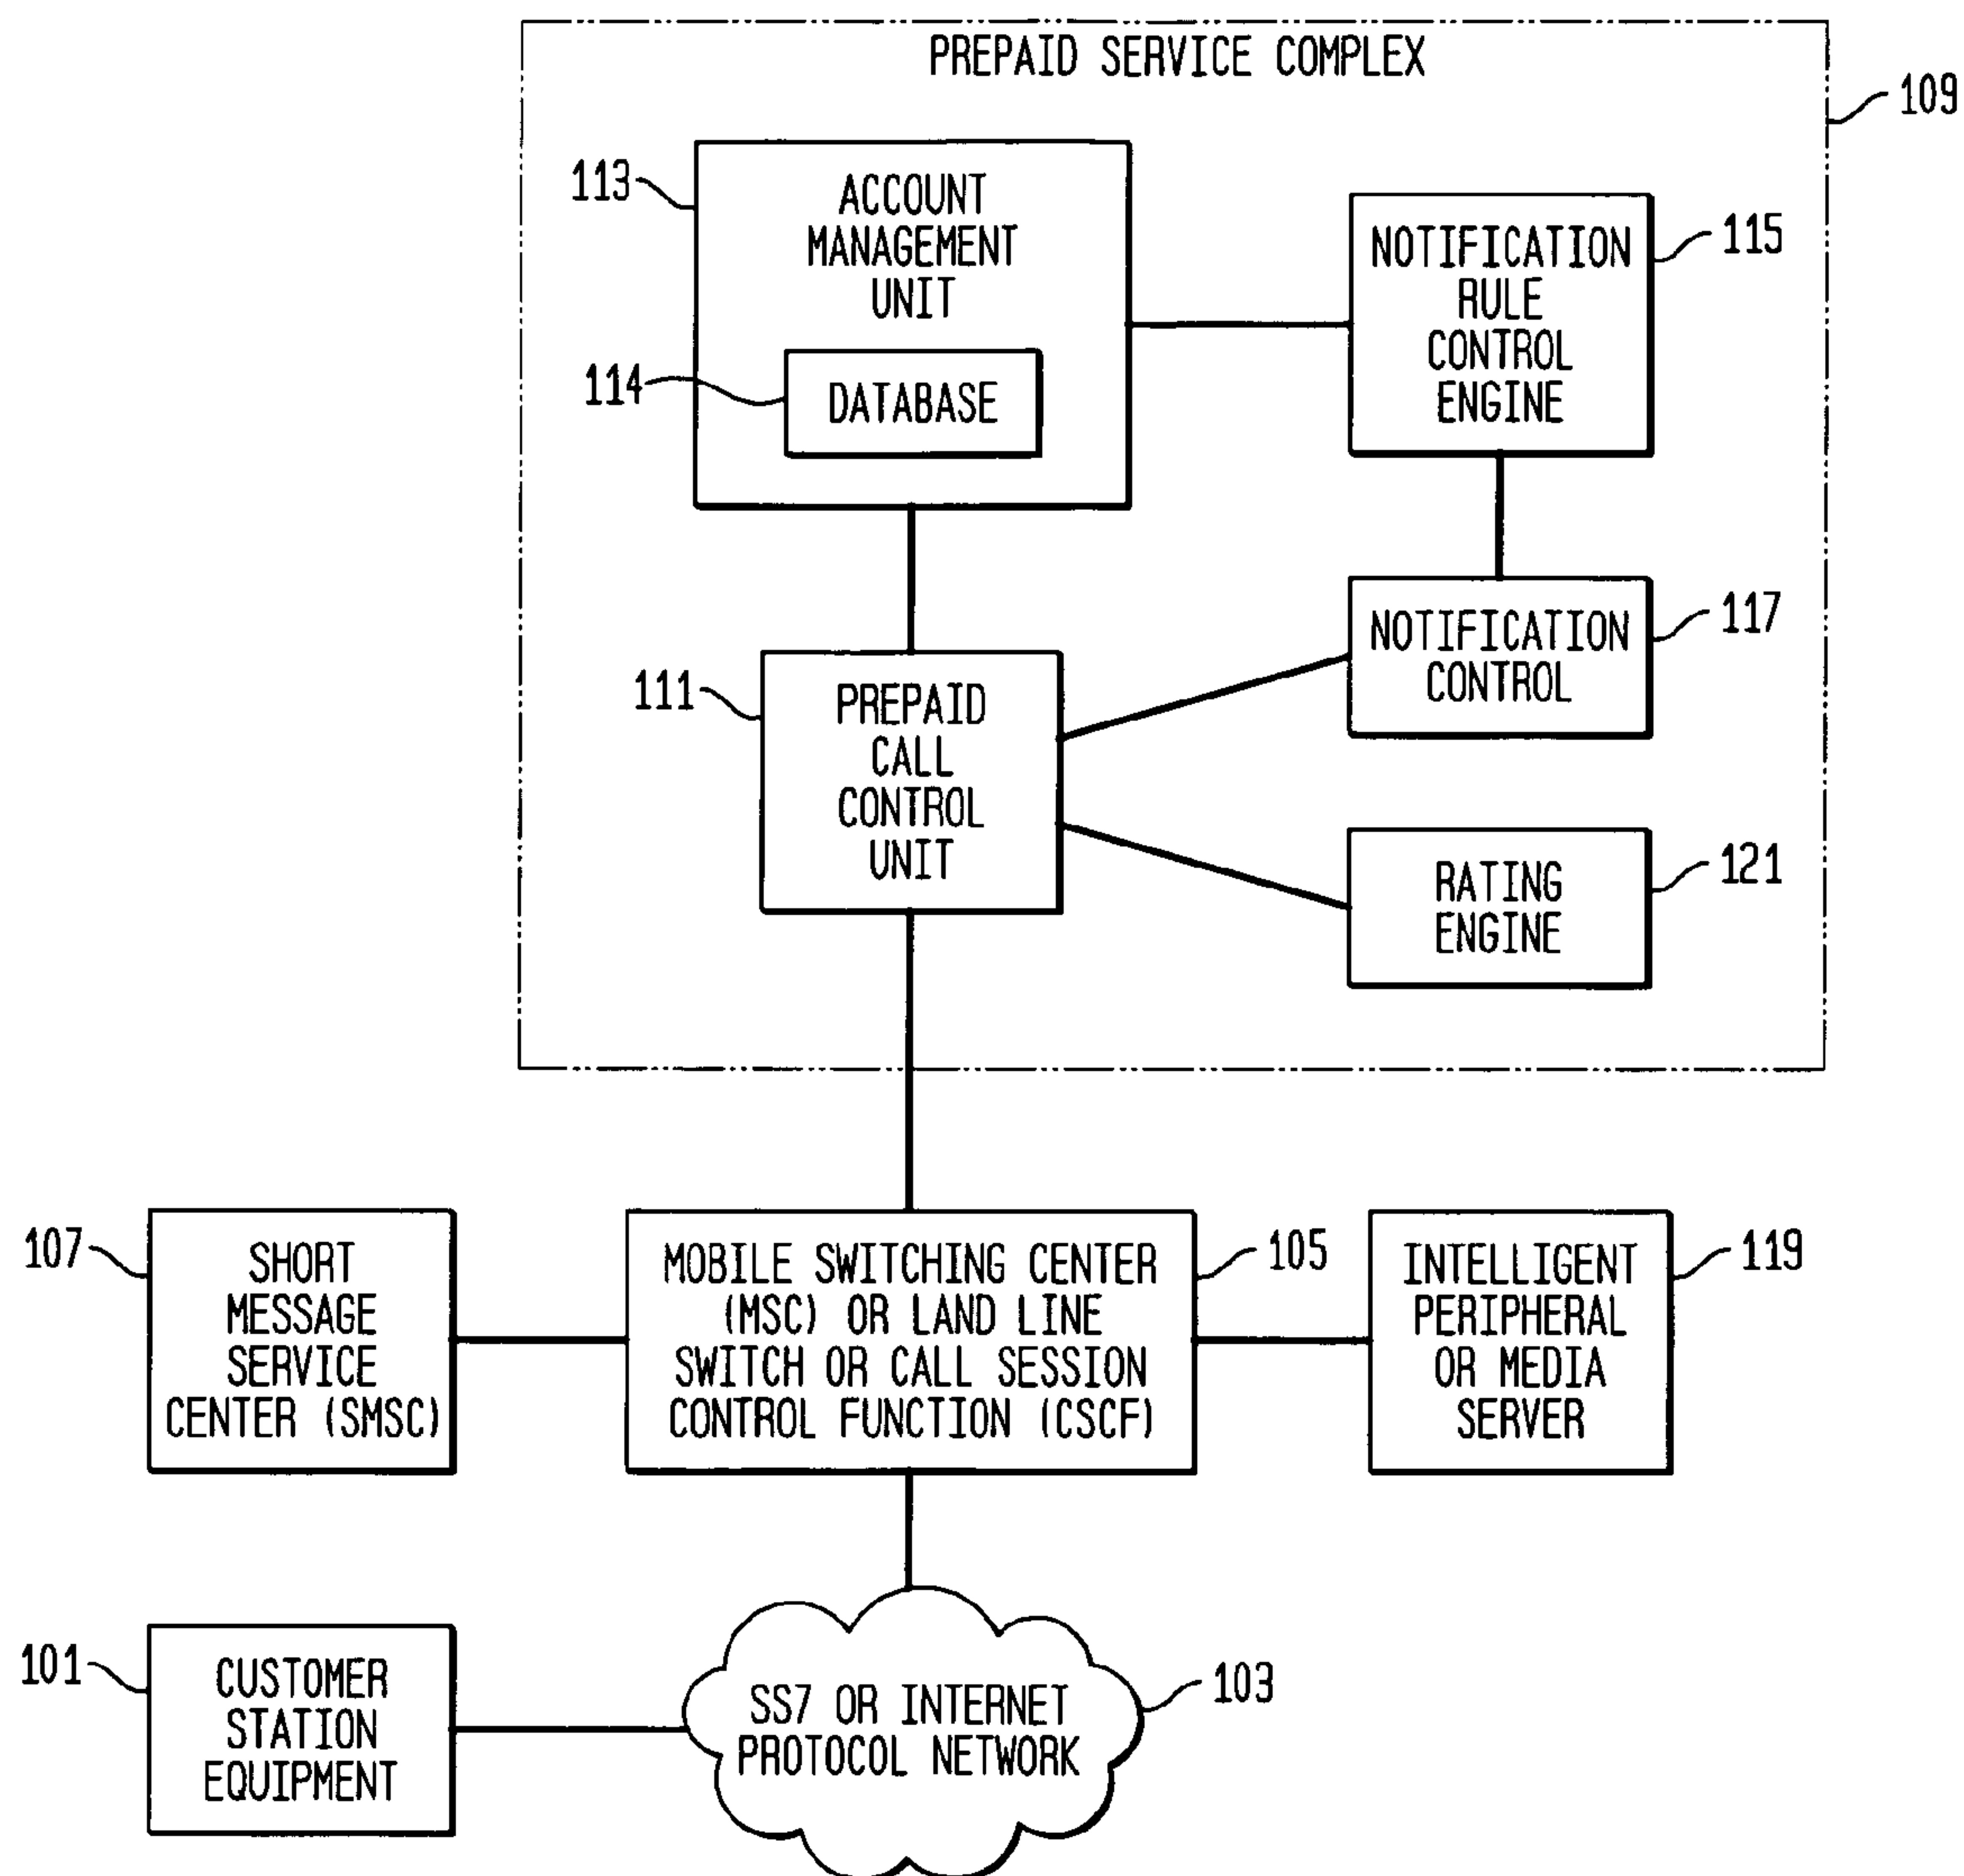 PREPAID SERVICE COMPLEX
109
113
ACCOUNT
MANAGEMENT
UNIT
114
DATABASE
NOTIFICATION
RULE
CONTROL
ENGINE
115
NOTIFICATION
CONTROL
117
111
PREPAID
CALL
CONTROL
UNIT
RATING
ENGINE
121
107
SHORT
MESSAGE
SERVICE
CENTER (SMSC)
MOBILE SWITCHING CENTER
(MSC) OR LAND LINE
SWITCH OR CALL SESSION
CONTROL FUNCTION (CSCF)
105
INTELLIGENT
PERIPHERAL
OR MEDIA
SERVER
119
101
CUSTOMER
STATION
EQUIPMENT
SS7 OR INTERNET
PROTOCOL NETWORK
103